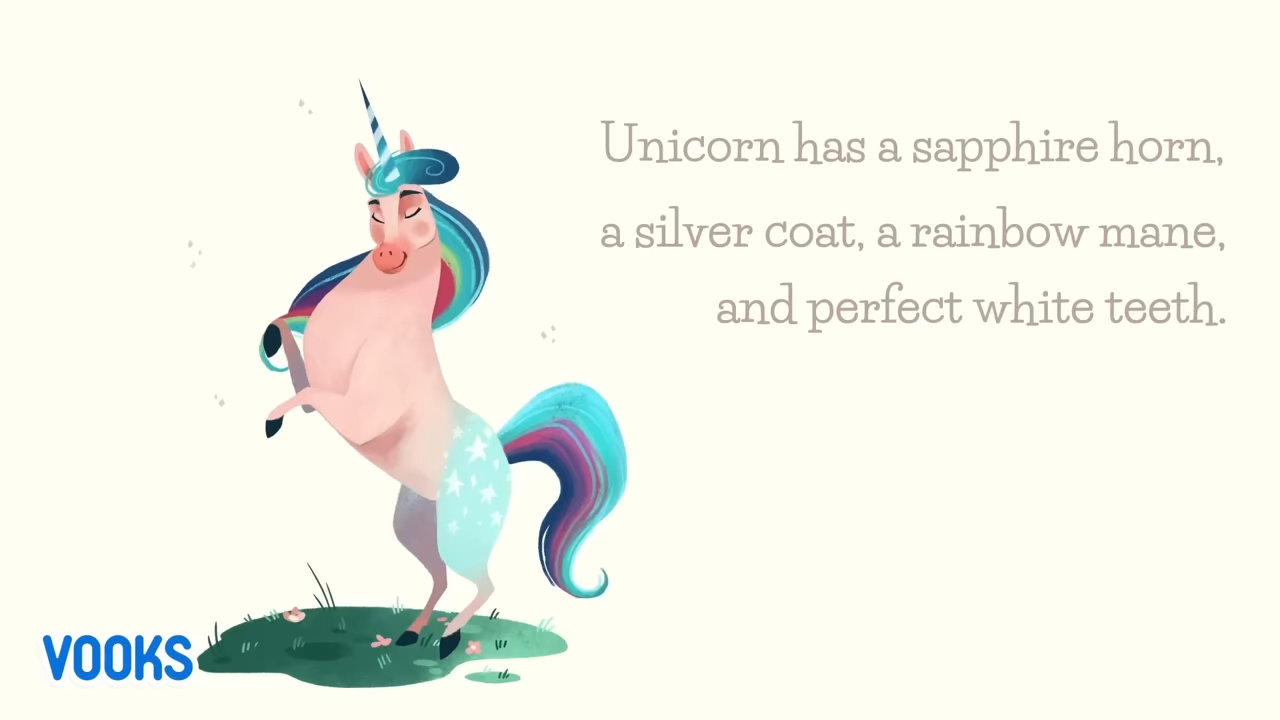 Unicorn has a sapphire horn,
a silver coat, a rainbow mane,
and perfect white teeth.
VOOKS